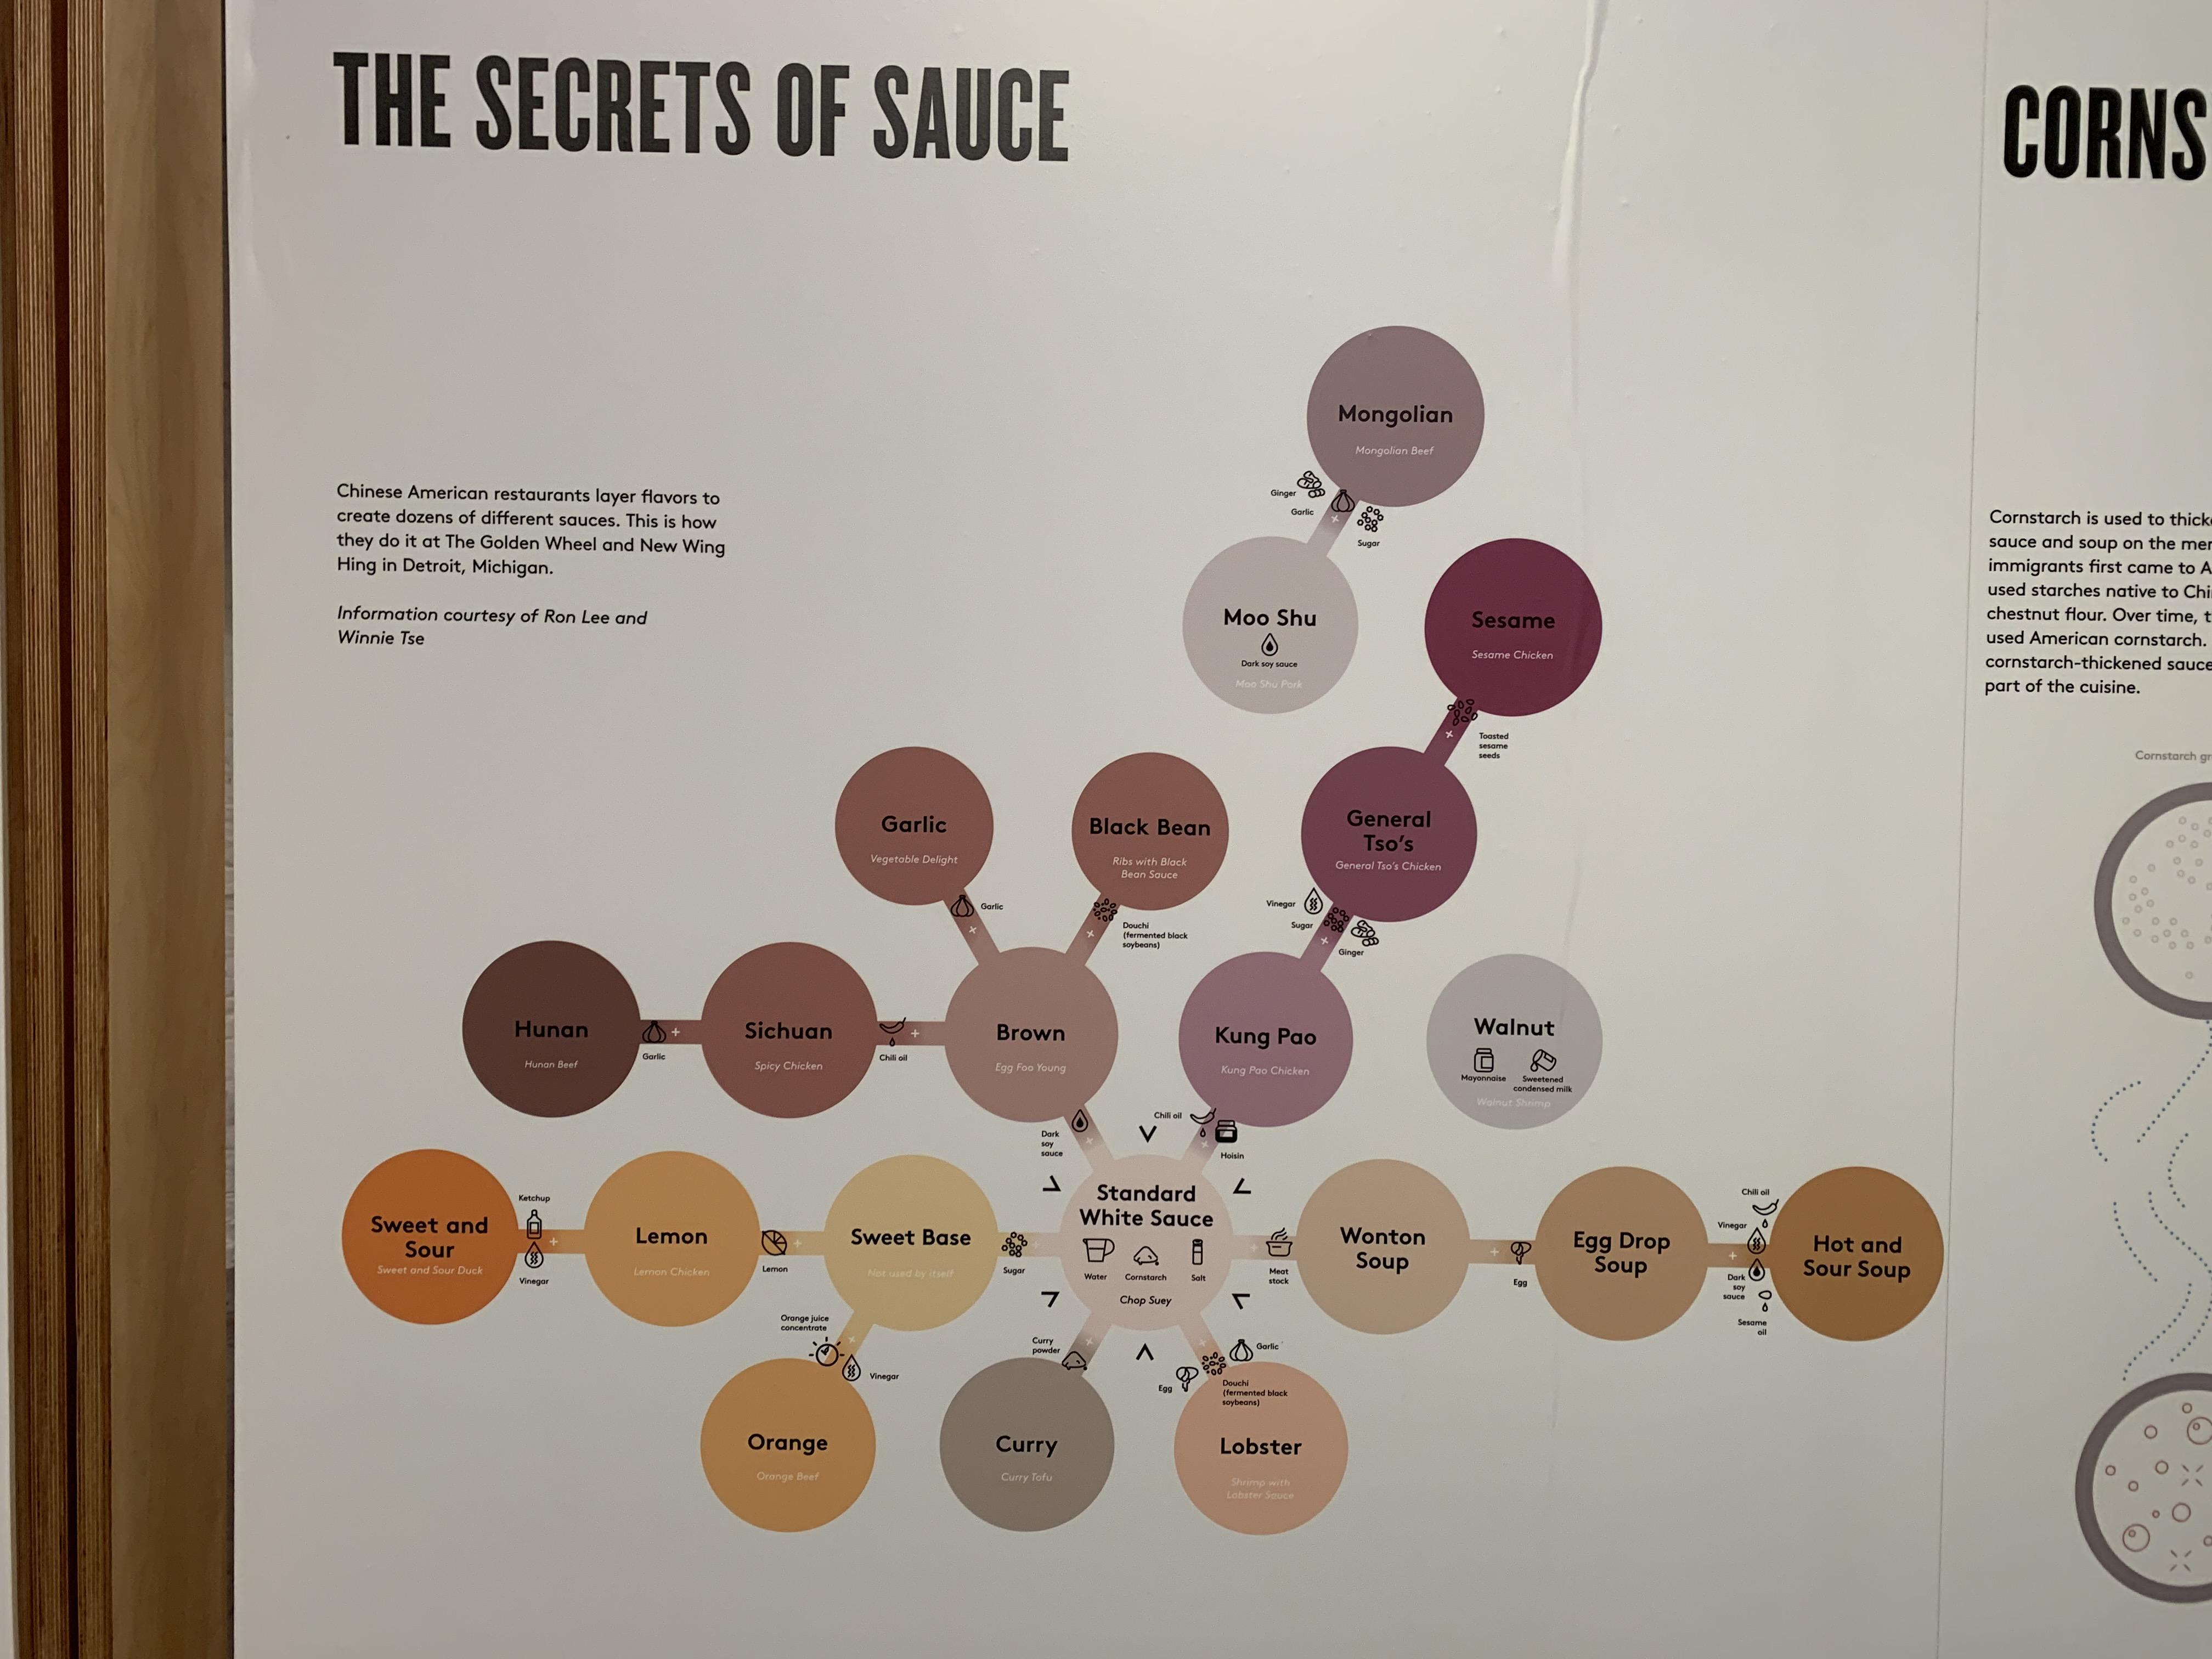 THE SECRETS OF SAUCE
CORNS
Chinese American restaurants layer flavors to
create dozens of different sauces. This is how
they do it at The Golden Wheel and New Wing
Hing in Detroit, Michigan.
Information courtesy of Ron Lee and
Winnie Tse
Mongolian
Mongolian Beef
Ginger
Garlic
Sugar
Moo Shu
Dark soy sauce
Moo Shu Pork
Sesame
Sesame Chicken
Toasted
sesame
seeds
General
Tso's
General Tso's Chicken
Vinegar
Sugar
Ginger
Garlic
Vegetable Delight
Garlic
Black Bean
Ribs with Black
Bean Sauce
Douchi
(fermented black
soybeans)
Hunan
Hunan Beef
Garlic
Sichuan
Spicy Chicken
Chili oil
Brown
Egg Foo Young
Dark
soy
sauce
Kung Pao
Kung Pao Chicken
Chili oil
Hoisin
Walnut
Mayonnaise
Sweetened
condensed milk
Walnut Shrimp
Sweet and
Sour
Sweet and Sour Duck
Ketchup
Vinegar
Lemon
Lemon Chicken
Lemon
Sweet Base
Not used by itself
Sugar
Standard
White Sauce
Water
Cornstarch
Salt
Chop Suey
Meat
stock
Wonton
Soup
Egg
Egg Drop
Soup
Chili oil
Vinegar
Dark
soy
sauce
Sesame
oil
Hot and
Sour Soup
Orange juice
concentrate
Vinegar
Orange
Orange Beef
Curry
powder
Curry
Curry Tofu
Garlic
Egg
Douchi
(fermented black
soybeans)
Lobster
Shrimp with
Lobster Sauce
Cornstarch is used to thick
sauce and soup on the mer
immigrants first came to A
used starches native to Chi
chestnut flour. Over time, t
used American cornstarch.
cornstarch-thickened sauce
part of the cuisine.
Cornstarch gr